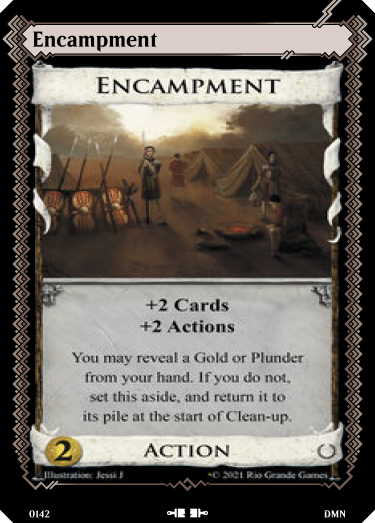 Encampment
ENCAMPMENT
+2 Cards
+2 Actions
You may reveal a Gold or Plunder
from your hand. If you do not,
set this aside, and return it to
its pile at the start of Clean-up.
2 ACTION
Illustration: Jessi J © 2021 Rio Grande Games
0142 DMN